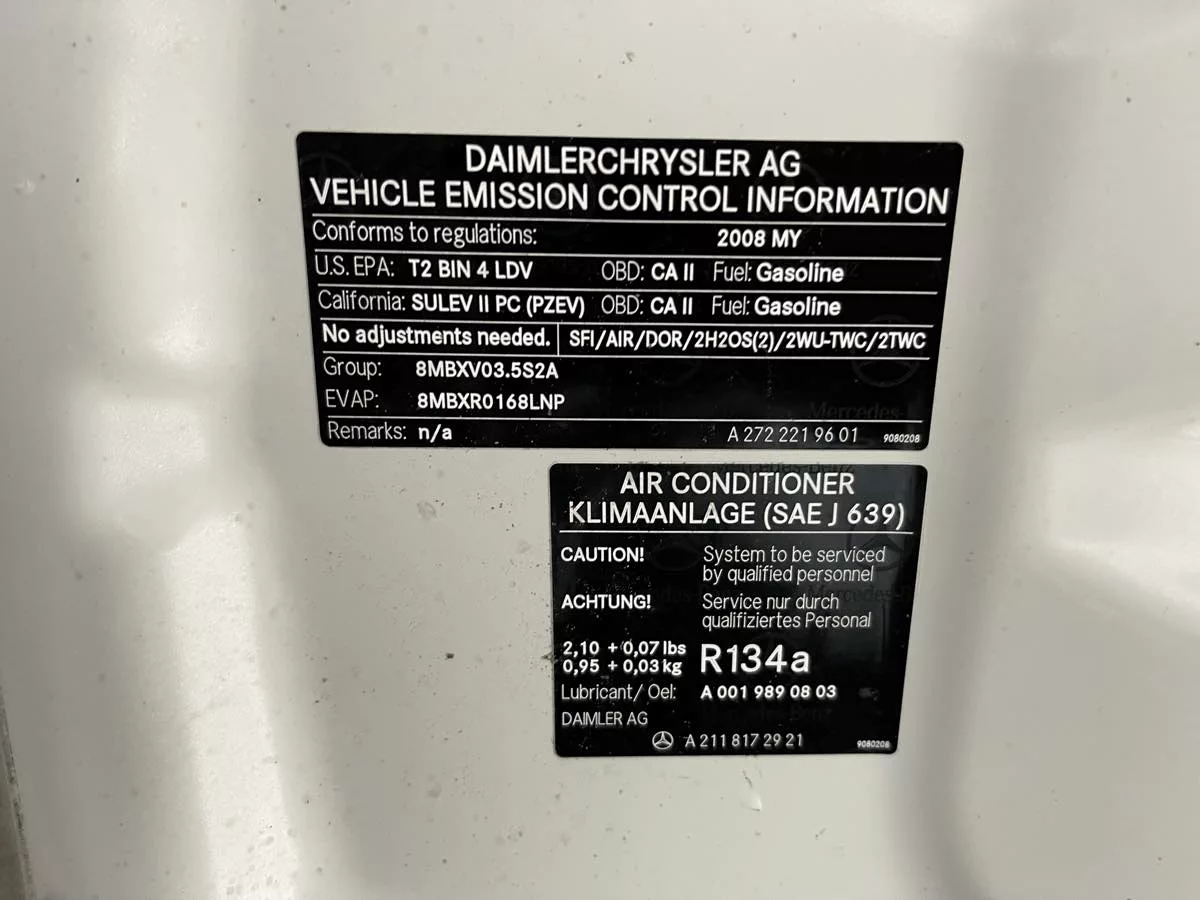 DAIMLERCHRYSLER AG
VEHICLE EMISSION CONTROL INFORMATION
Conforms to regulations: 2008 MY
U.S. EPA: T2 BIN 4 LDV OBD: CA II Fuel: Gasoline
California: SULEV II PC (PZEV) OBD: CA II Fuel: Gasoline
No adjustments needed. SFI/AIR/DOR/2H2OS(2)/2WU-TWC/2TWC
Group: 8MBXV03.5S2A
EVAP: 8MBXR0168LNP
Remarks: n/a A 272 221 96 01 9080208
AIR CONDITIONER
KLIMAANLAGE (SAE J 639)
CAUTION! System to be serviced
by qualified personnel
ACHTUNG! Service nur durch
qualifiziertes Personal
2,10 +0,07 lbs
0,95 +0,03 kg R134a
Lubricant/ Oel: A 001 989 08 03
DAIMLER AG
A 211 817 29 21 9080208